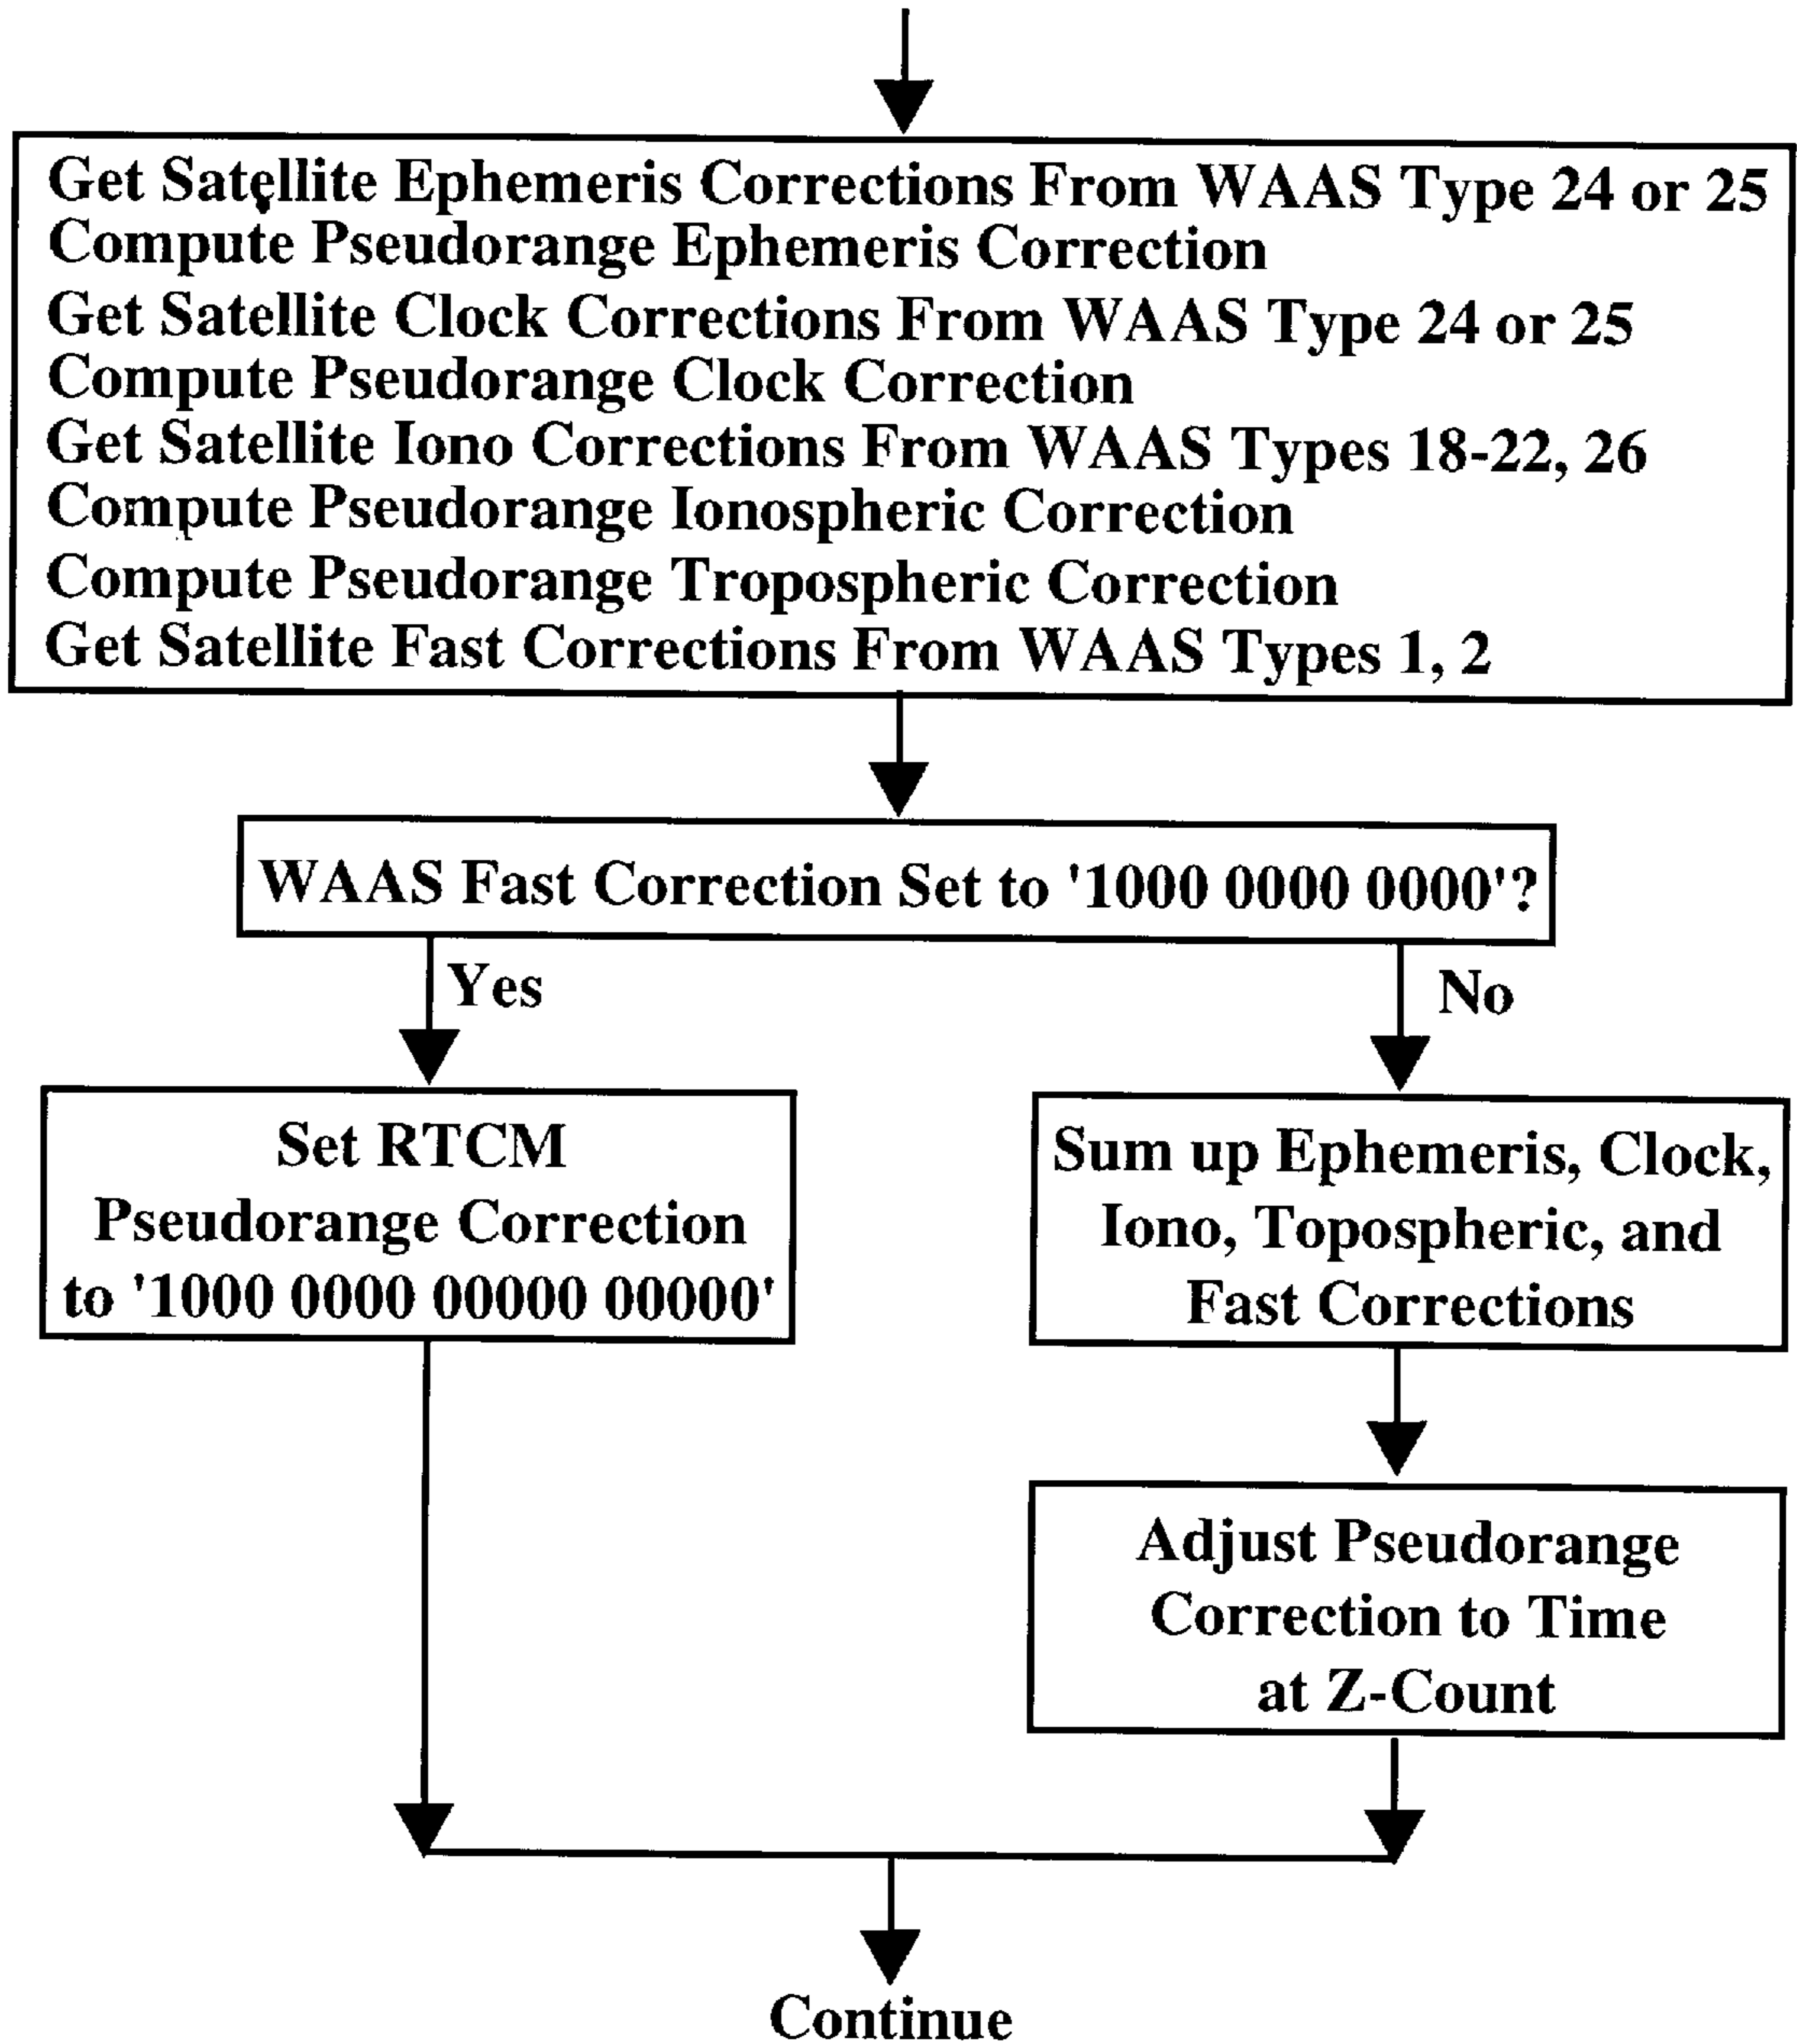 Get Satellite Ephemeris Corrections From WAAS Type 24 or 25
Compute Pseudorange Ephemeris Correction
Get Satellite Clock Corrections From WAAS Type 24 or 25
Compute Pseudorange Clock Correction
Get Satellite Iono Corrections From WAAS Types 18-22, 26
Compute Pseudorange Ionospheric Correction
Compute Pseudorange Tropospheric Correction
Get Satellite Fast Corrections From WAAS Types 1, 2
WAAS Fast Correction Set to '1000 0000 0000'?
Yes
No
Set RTCM
Pseudorange Correction
to '1000 0000 00000 00000'
Sum up Ephemeris, Clock,
Iono, Topospheric, and
Fast Corrections
Adjust Pseudorange
Correction to Time
at Z-Count
Continue